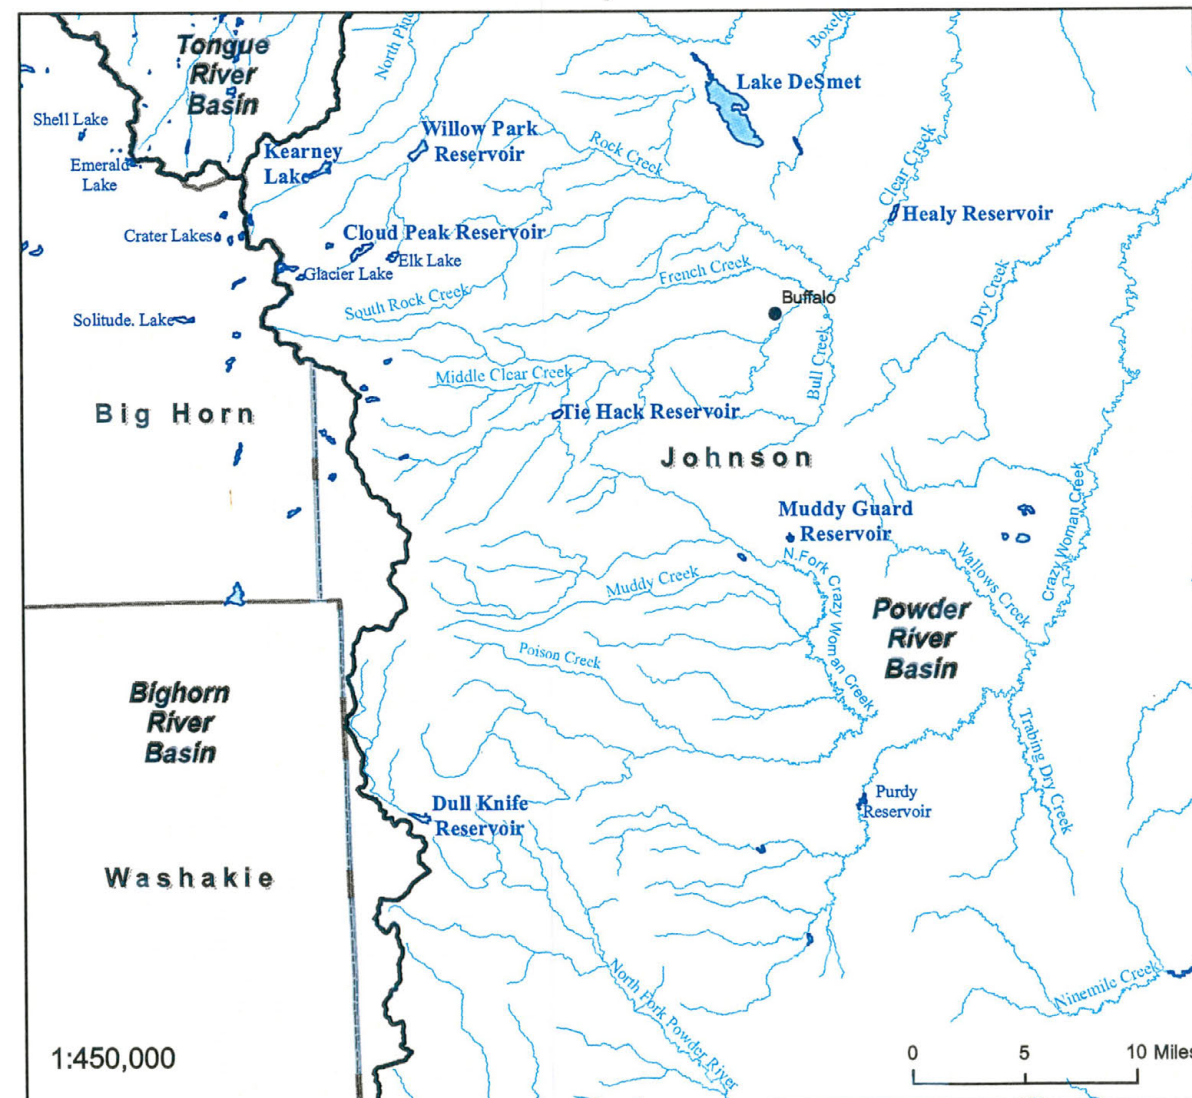 Tongue
River
Basin
North Piney
Boxelder
Lake DeSmet
Shell Lake
Willow Park
Reservoir
Rock Creek
Clear Creek
Kearney
Lake
Emerald
Lake
Healy Reservoir
Crater Lakes
Cloud Peak Reservoir
Elk Lake
Glacier Lake
French Creek
Dry Creek
South Rock Creek
Buffalo
Solitude. Lake
Bull Creek
Middle Clear Creek
Big Horn
Tie Hack Reservoir
Johnson
Muddy Guard
Reservoir
Crazy Woman Creek
N.Fork Crazy Woman Creek
Wallows Creek
Muddy Creek
Powder
River
Basin
Poison Creek
Bighorn
River
Basin
Trabing Dry Creek
Dull Knife
Reservoir
Purdy
Reservoir
Washakie
North Fork Powder River
Ninemile Creek
1:450,000
0 5 10 Miles